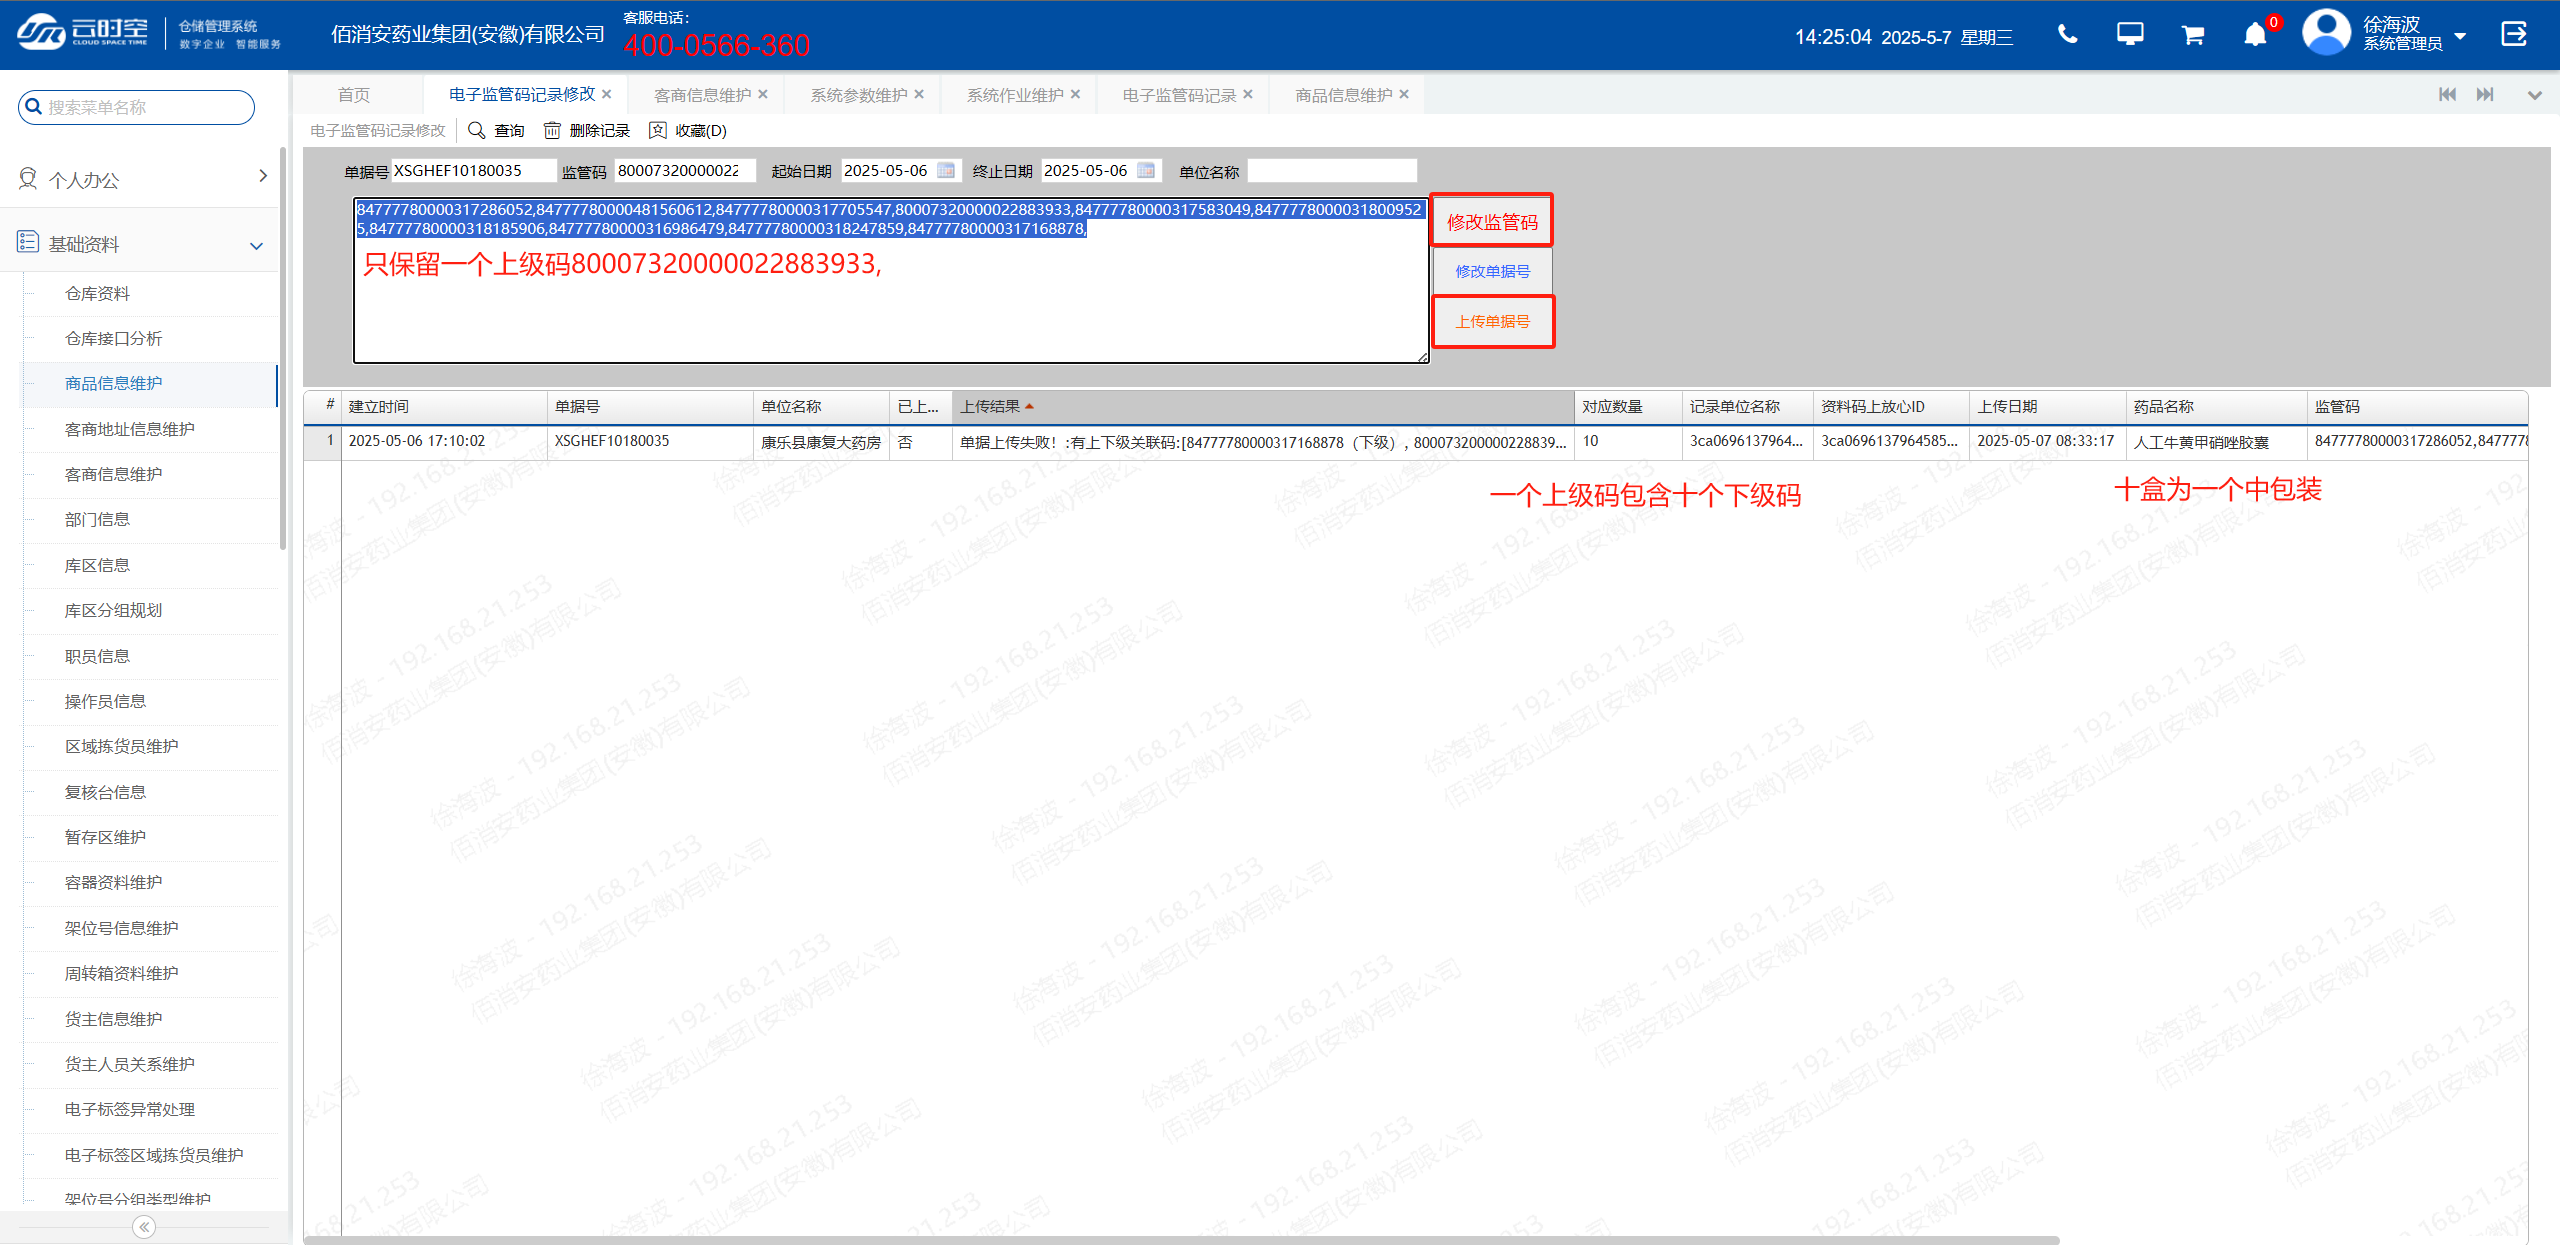 云时空
CLOUD SPACE TIME
仓储管理系统
数字企业 智能服务
佰消安药业集团(安徽)有限公司
客服电话：
400-0566-360
14:25:04 2025-5-7 星期三
0
徐海波
系统管理员
搜索菜单名称
首页
电子监管码记录修改
客商信息维护
系统参数维护
系统作业维护
电子监管码记录
商品信息维护
电子监管码记录修改
查询
删除记录
收藏(D)
个人办公
基础资料
仓库资料
仓库接口分析
商品信息维护
客商地址信息维护
客商信息维护
部门信息
库区信息
库区分组规划
职员信息
操作员信息
区域拣货员维护
复核台信息
暂存区维护
容器资料维护
架位号信息维护
周转箱资料维护
货主信息维护
货主人员关系维护
电子标签异常处理
电子标签区域拣货员维护
架位号分组类型维护
单据号 XSGHEF10180035 监管码 80007320000022 起始日期 2025-05-06 终止日期 2025-05-06 单位名称
84777780000317286052,84777780000481560612,84777780000317705547,80007320000022883933,84777780000317583049,8477778000031800952
5,84777780000318185906,84777780000316986479,84777780000318247859,84777780000317168878,
只保留一个上级码80007320000022883933,
修改监管码
修改单据号
上传单据号
# 建立时间 单据号 单位名称 已上... 上传结果 对应数量 记录单位名称 资料码上放心ID 上传日期 药品名称 监管码
1 2025-05-06 17:10:02 XSGHEF10180035 康乐县康复大药房 否 单据上传失败！:有上下级关联码:[84777780000317168878（下级）, 800073200000228839... 10 3ca0696137964... 3ca0696137964585... 2025-05-07 08:33:17 人工牛黄甲硝唑胶囊 84777780000317286052,847777
一个上级码包含十个下级码
十盒为一个中包装
徐海波 - 192.168.21.253
佰消安药业集团(安徽)有限公司